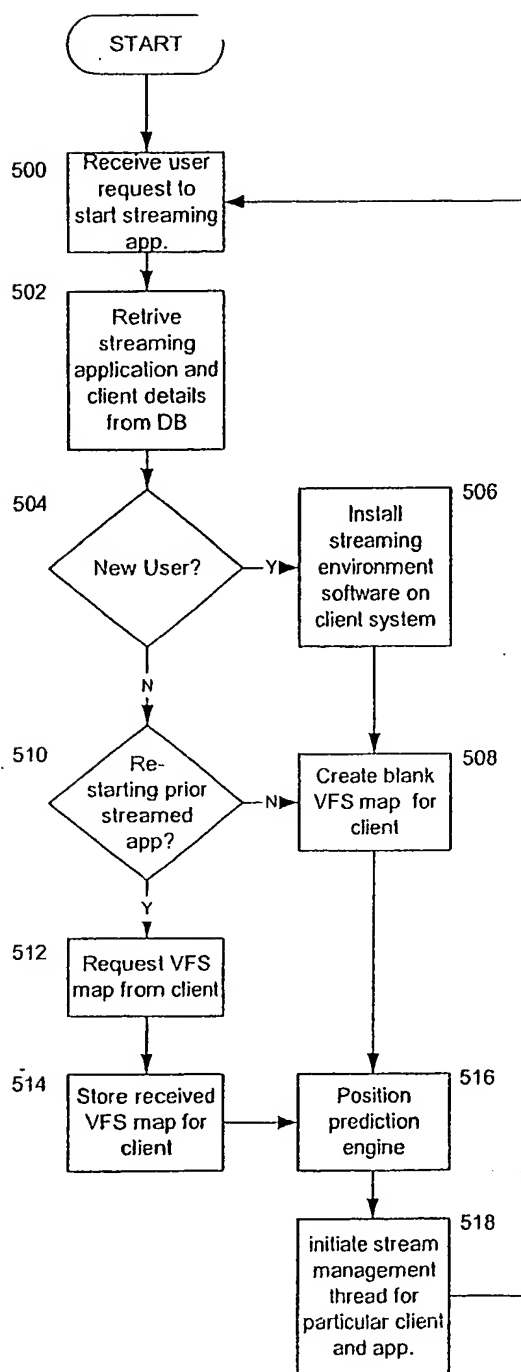 START
500
Receive user
request to
start streaming
app.
502
Retrive
streaming
application and
client details
from DB
504
New User?
Y
506
Install
streaming
environment
software on
client system
N
510
Re-
starting prior
streamed
app?
N
508
Create blank
VFS map for
client
Y
512
Request VFS
map from client
514
Store received
VFS map for
client
516
Position
prediction
engine
518
initiate stream
management
thread for
particular client
and app.